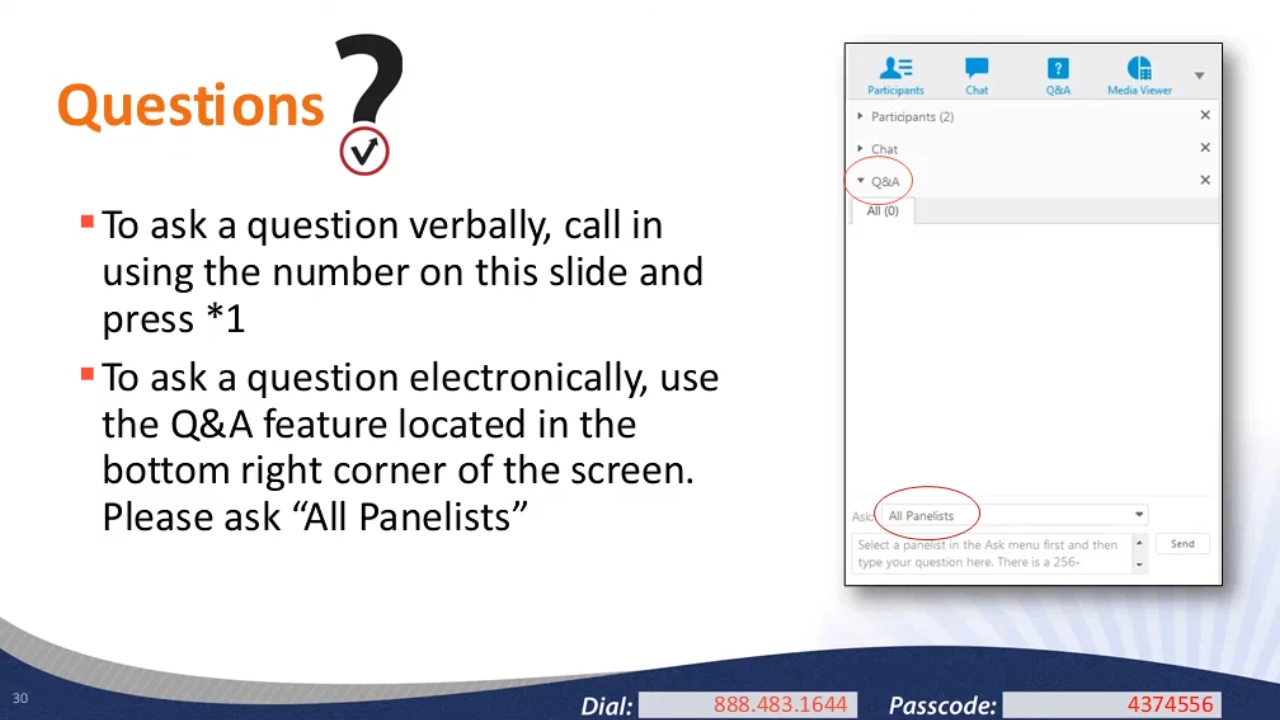 Questions
To ask a question verbally, call in
using the number on this slide and
press *1
To ask a question electronically, use
the Q&A feature located in the
bottom right corner of the screen.
Please ask “All Panelists”
Participants
Chat
Q&A
Media Viewer
Participants (2)
Chat
Q&A
All (0)
Ask:
All Panelists
Select a panelist in the Ask menu first and then
type your question here. There is a 256-
Send
30
Dial: 888.483.1644
Passcode: 4374556